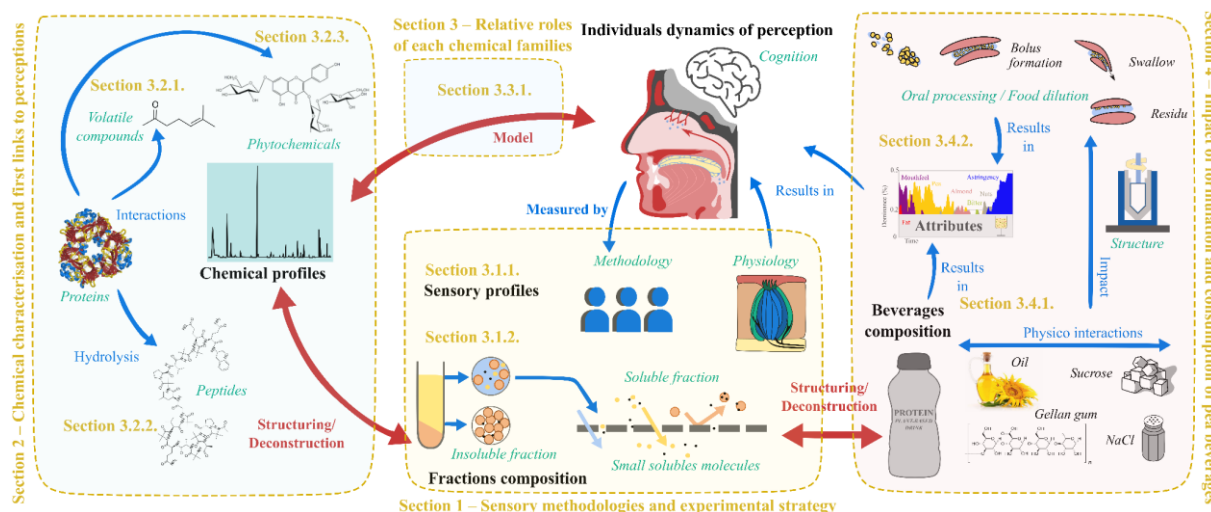 Section 2 – Chemical characterisation and first links to perceptions
Section 3.2.3.
Section 3.2.1.
Volatile
compounds
Phytochemicals
Interactions
Proteins
Chemical profiles
Hydrolysis
Peptides
Section 3.2.2.
Structuring/
Deconstruction
Section 3 – Relative roles
of each chemical families
Section 3.3.1.
Model
Individuals dynamics of perception
Cognition
Measured by
Results in
Section 3.1.1.
Sensory profiles
Methodology
Physiology
Section 3.1.2.
Soluble fraction
Insoluble fraction
Small solubles molecules
Fractions composition
Section 1 – Sensory methodologies and experimental strategy
Structuring/
Deconstruction
Bolus
formation
Swallow
Oral processing / Food dilution
Residu
Results
in
Section 3.4.2.
Astringency
Almond
Attributes
Time
Structure
Results
in
Impact
Beverages
composition
Section 3.4.1.
Physico interactions
Oil
Sucrose
Gellan gum
NaCl
PROTEIN
PLANT-BASED
DRINK